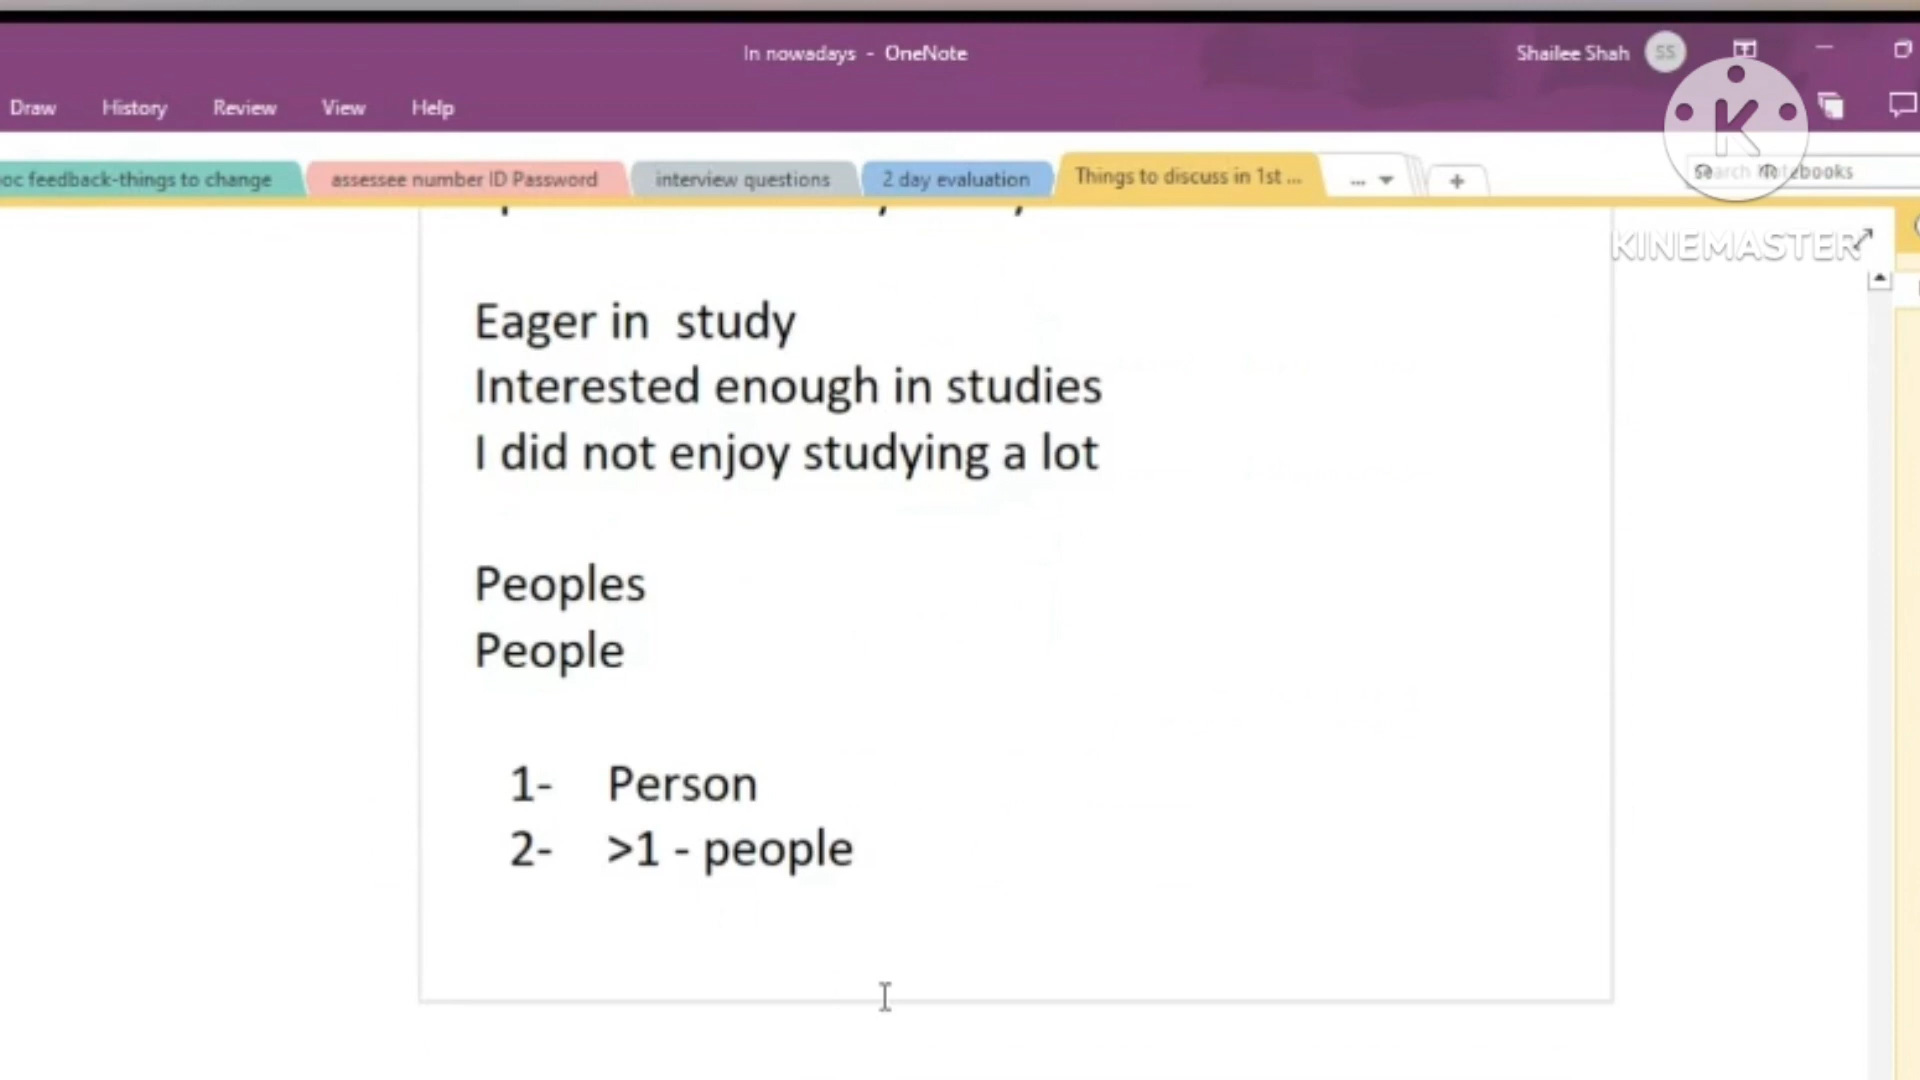 In nowadays - OneNote
Shailee Shah SS
Draw History Review View Help
K
oc feedback-things to change assessee number ID Password interview questions 2 day evaluation Things to discuss in 1st ... ... +
Search Notebooks
KINEMASTER
Eager in study
Interested enough in studies
I did not enjoy studying a lot
Peoples
People
1- Person
2- >1 - people